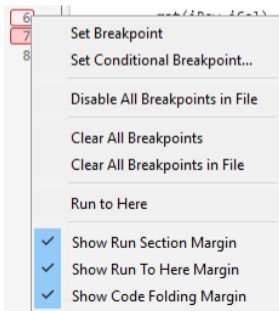 6
7
8
Set Breakpoint
Set Conditional Breakpoint...
Disable All Breakpoints in File
Clear All Breakpoints
Clear All Breakpoints in File
Run to Here
Show Run Section Margin
Show Run To Here Margin
Show Code Folding Margin